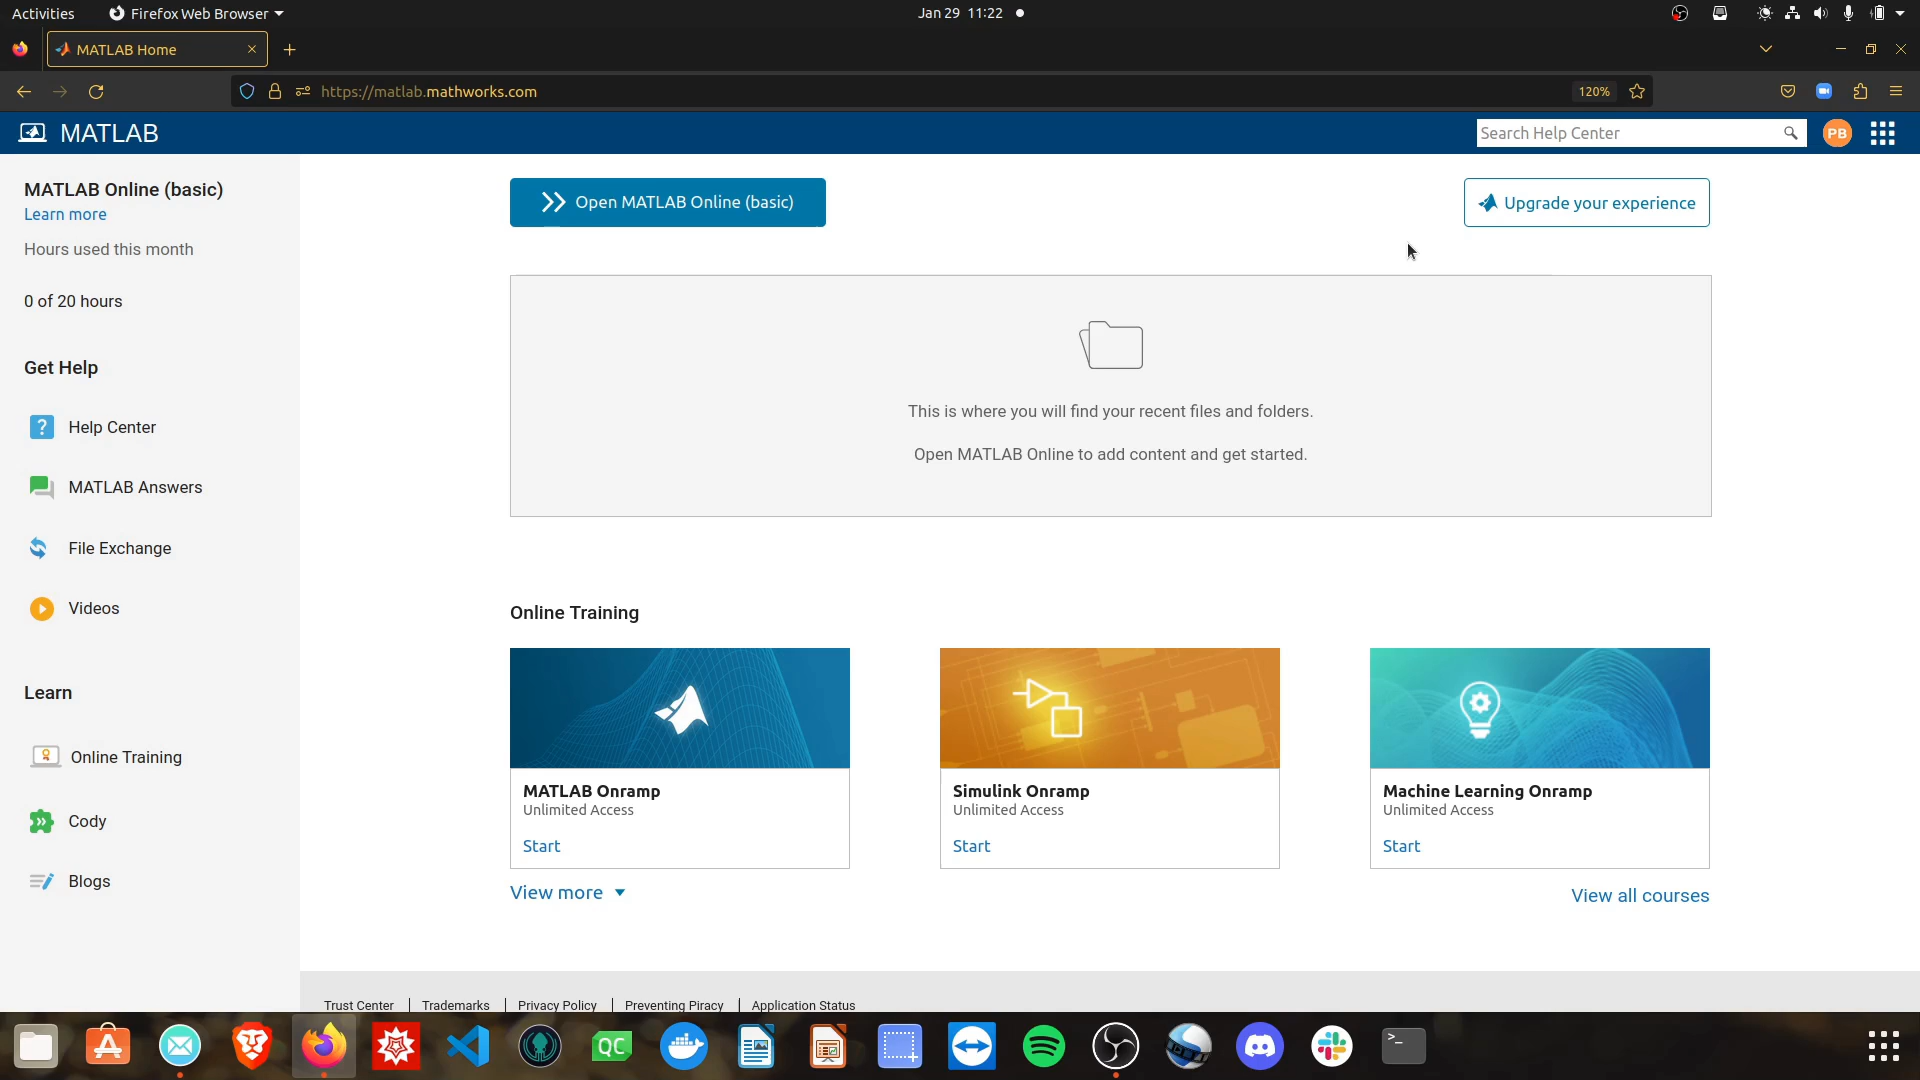 Activities
Firefox Web Browser
Jan 29 11:22
MATLAB Home
https://matlab.mathworks.com
120%
MATLAB
Search Help Center
PB
MATLAB Online (basic)
Learn more
Hours used this month
0 of 20 hours
Get Help
Help Center
MATLAB Answers
File Exchange
Videos
Learn
Online Training
Cody
Blogs
Open MATLAB Online (basic)
Upgrade your experience
This is where you will find your recent files and folders.
Open MATLAB Online to add content and get started.
Online Training
MATLAB Onramp
Unlimited Access
Start
Simulink Onramp
Unlimited Access
Start
Machine Learning Onramp
Unlimited Access
Start
View more
View all courses
Trust Center
Trademarks
Privacy Policy
Preventing Piracy
Application Status
QC
>_